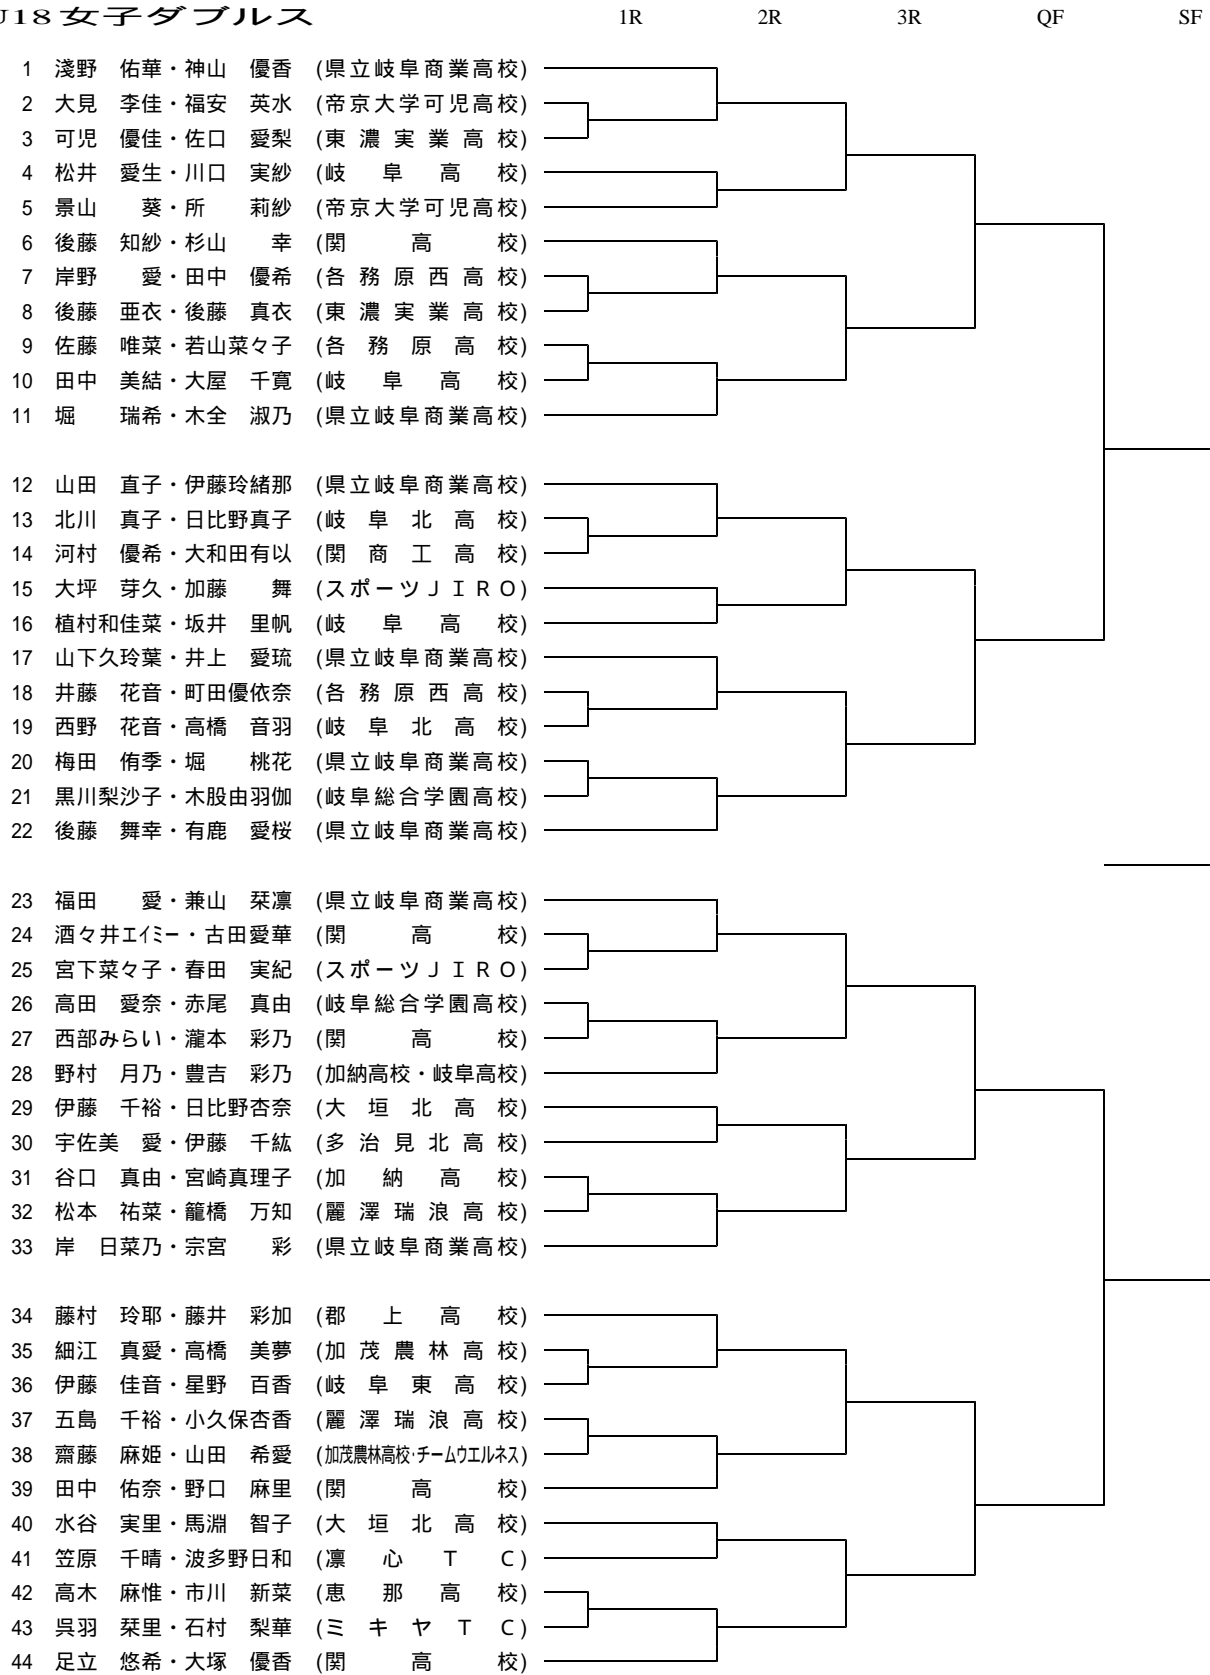 U18女子ダブルス 1R 2R 3R QF SF
1 淺野 佑華・神山 優香 (県立岐阜商業高校)
2 大見 李佳・福安 英水 (帝京大学可児高校)
3 可児 優佳・佐口 愛梨 (東濃実業高校)
4 松井 愛生・川口 実紗 (岐阜高校)
5 景山 葵・所 莉紗 (帝京大学可児高校)
6 後藤 知紗・杉山 幸 (関高校)
7 岸野 愛・田中 優希 (各務原西高校)
8 後藤 亜衣・後藤 真衣 (東濃実業高校)
9 佐藤 唯菜・若山菜々子 (各務原高校)
10 田中 美結・大屋 千寛 (岐阜高校)
11 堀 瑞希・木全 淑乃 (県立岐阜商業高校)
12 山田 直子・伊藤玲緒那 (県立岐阜商業高校)
13 北川 真子・日比野真子 (岐阜北高校)
14 河村 優希・大和田有以 (関商工高校)
15 大坪 芽久・加藤 舞 (スポーツJIRO)
16 植村和佳菜・坂井 里帆 (岐阜高校)
17 山下久玲葉・井上 愛琉 (県立岐阜商業高校)
18 井藤 花音・町田優依奈 (各務原西高校)
19 西野 花音・高橋 音羽 (岐阜北高校)
20 梅田 侑季・堀 桃花 (県立岐阜商業高校)
21 黒川梨沙子・木股由羽伽 (岐阜総合学園高校)
22 後藤 舞幸・有鹿 愛桜 (県立岐阜商業高校)
23 福田 愛・兼山 栞凛 (県立岐阜商業高校)
24 酒々井エイミー・古田愛華 (関高校)
25 宮下菜々子・春田 実紀 (スポーツJIRO)
26 高田 愛奈・赤尾 真由 (岐阜総合学園高校)
27 西部みらい・瀧本 彩乃 (関高校)
28 野村 月乃・豊吉 彩乃 (加納高校・岐阜高校)
29 伊藤 千裕・日比野杏奈 (大垣北高校)
30 宇佐美 愛・伊藤 千紘 (多治見北高校)
31 谷口 真由・宮崎真理子 (加納高校)
32 松本 祐菜・籠橋 万知 (麗澤瑞浪高校)
33 岸 日菜乃・宗宮 彩 (県立岐阜商業高校)
34 藤村 玲耶・藤井 彩加 (郡上高校)
35 細江 真愛・高橋 美夢 (加茂農林高校)
36 伊藤 佳音・星野 百香 (岐阜東高校)
37 五島 千裕・小久保杏香 (麗澤瑞浪高校)
38 齋藤 麻姫・山田 希愛 (加茂農林高校・チームウエルネス)
39 田中 佑奈・野口 麻里 (関高校)
40 水谷 実里・馬淵 智子 (大垣北高校)
41 笠原 千晴・波多野日和 (凛心TC)
42 高木 麻惟・市川 新菜 (恵那高校)
43 呉羽 栞里・石村 梨華 (ミキヤTC)
44 足立 悠希・大塚 優香 (関高校)